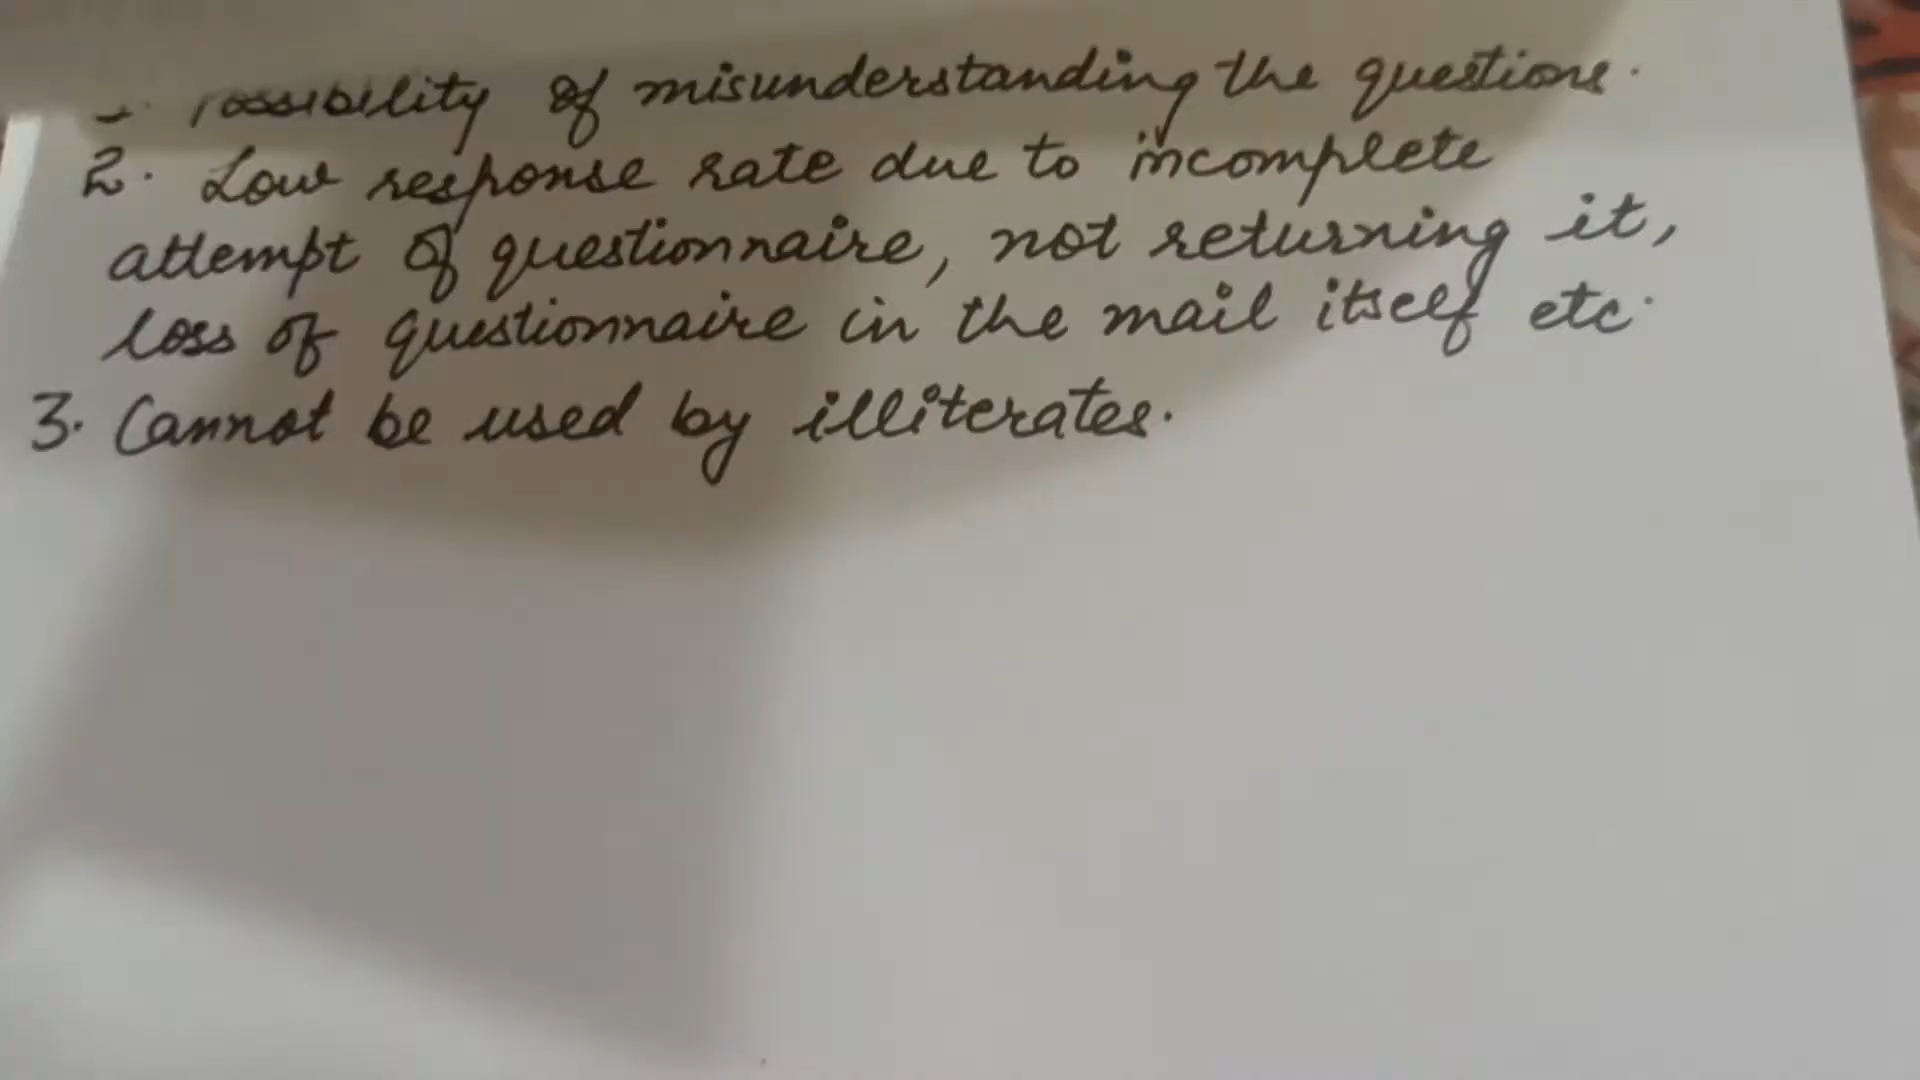 Possibility of misunderstanding the questions.
2. Low response rate due to incomplete
attempt of questionnaire, not returning it,
loss of questionnaire in the mail itself etc.
3. Cannot be used by illiterates.